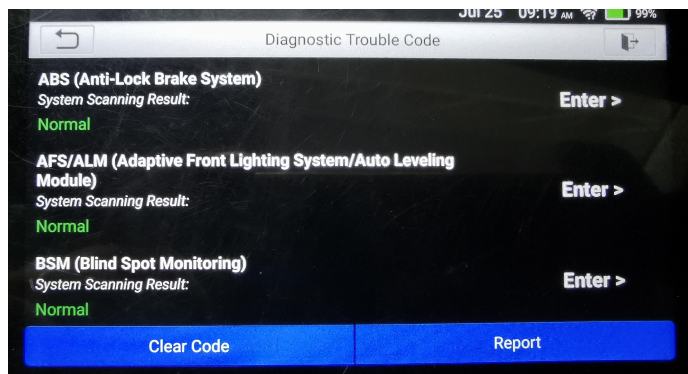 Jul 25 09:19 AM 99%
Diagnostic Trouble Code
ABS (Anti-Lock Brake System)
System Scanning Result:
Enter >
Normal
AFS/ALM (Adaptive Front Lighting System/Auto Leveling
Module)
Enter >
System Scanning Result:
Normal
BSM (Blind Spot Monitoring)
System Scanning Result:
Enter >
Normal
Clear Code
Report